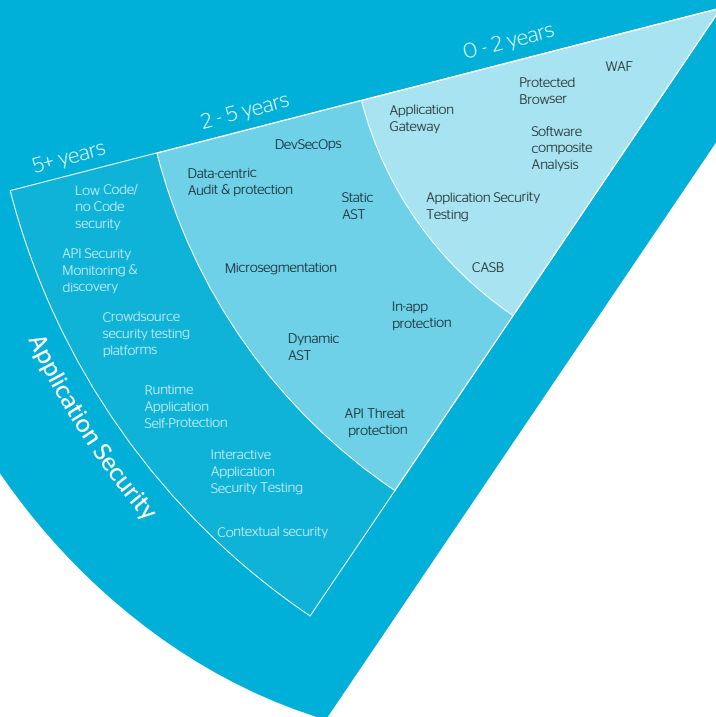 0 - 2 years
WAF
Protected
Browser
Application
Gateway
Software
composite
Analysis
Application Security
Testing
CASB
2 - 5 years
DevSecOps
Data-centric
Audit & protection
Static
AST
Microsegmentation
In-app
protection
Dynamic
AST
API Threat
protection
5+ years
Low Code/
no Code
security
API Security
Monitoring &
discovery
Crowdsource
security testing
platforms
Runtime
Application
Self-Protection
Interactive
Application
Security Testing
Contextual security
Application Security